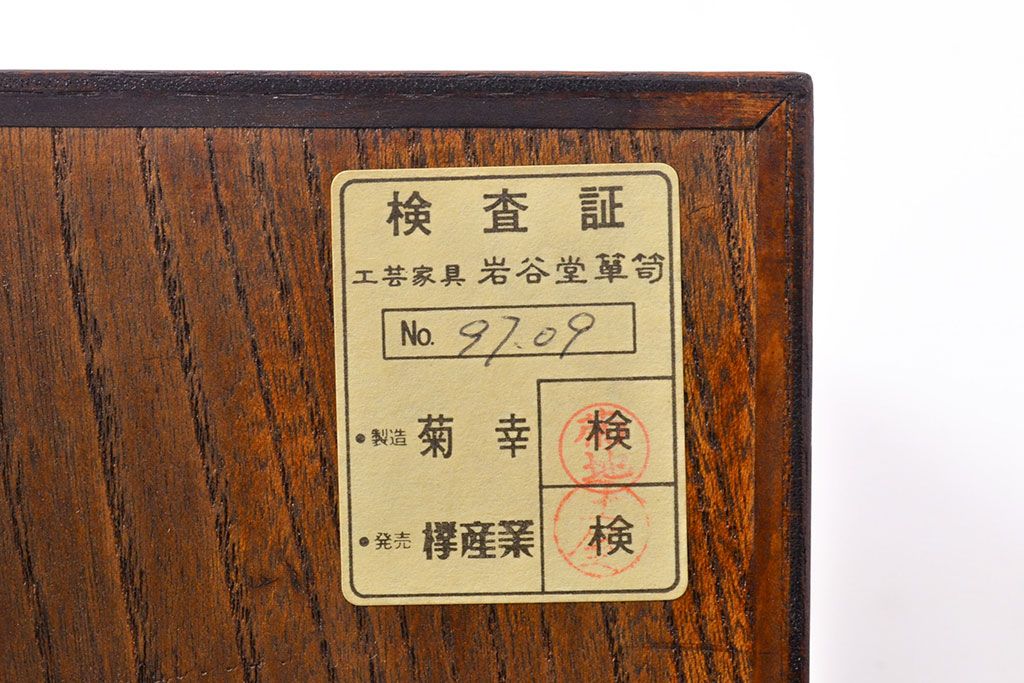 検査証
工芸家具 岩谷堂箪笥
No. 97.09
●製造 菊幸 検
●発売 欅産業 検